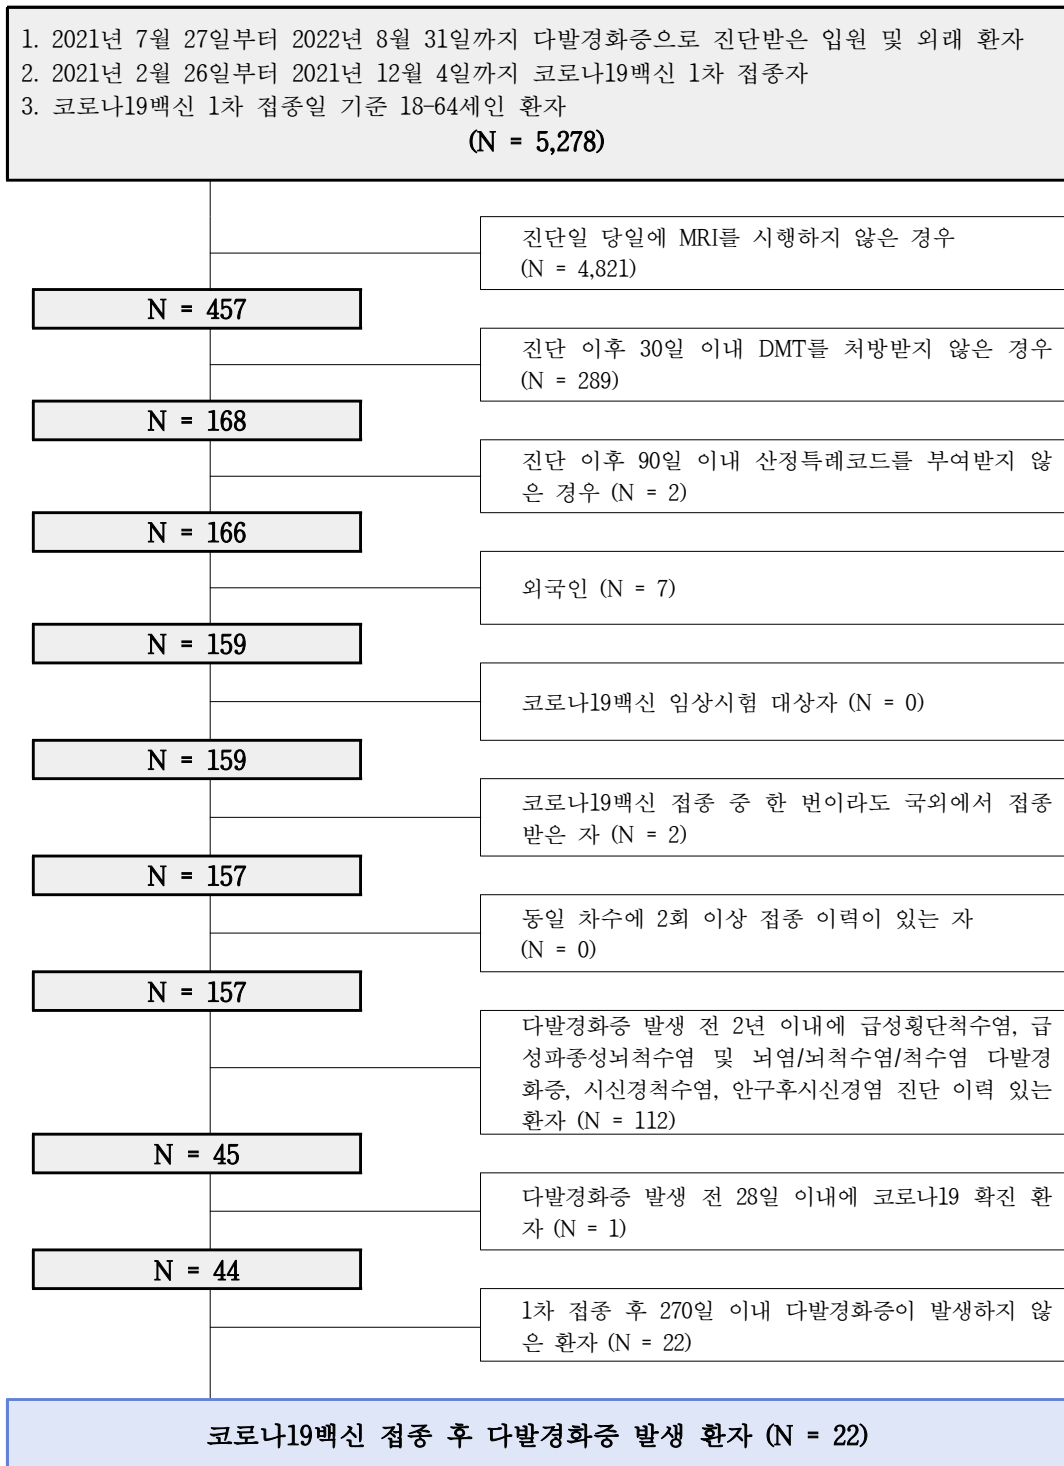 1. 2021년 7월 27일부터 2022년 8월 31일까지 다발경화증으로 진단받은 입원 및 외래 환자
2. 2021년 2월 26일부터 2021년 12월 4일까지 코로나19백신 1차 접종자
3. 코로나19백신 1차 접종일 기준 18-64세인 환자
(N = 5,278)
진단일 당일에 MRI를 시행하지 않은 경우
(N = 4,821)
N = 457
진단 이후 30일 이내 DMT를 처방받지 않은 경우
(N = 289)
N = 168
진단 이후 90일 이내 산정특례코드를 부여받지 않
은 경우 (N = 2)
N = 166
외국인 (N = 7)
N = 159
코로나19백신 임상시험 대상자 (N = 0)
N = 159
코로나19백신 접종 중 한 번이라도 국외에서 접종
받은 자 (N = 2)
N = 157
동일 차수에 2회 이상 접종 이력이 있는 자
(N = 0)
N = 157
다발경화증 발생 전 2년 이내에 급성횡단척수염, 급
성파종성뇌척수염 및 뇌염/뇌척수염/척수염 다발경
화증, 시신경척수염, 안구후시신경염 진단 이력 있는
환자 (N = 112)
N = 45
다발경화증 발생 전 28일 이내에 코로나19 확진 환
자 (N = 1)
N = 44
1차 접종 후 270일 이내 다발경화증이 발생하지 않
은 환자 (N = 22)
코로나19백신 접종 후 다발경화증 발생 환자 (N = 22)